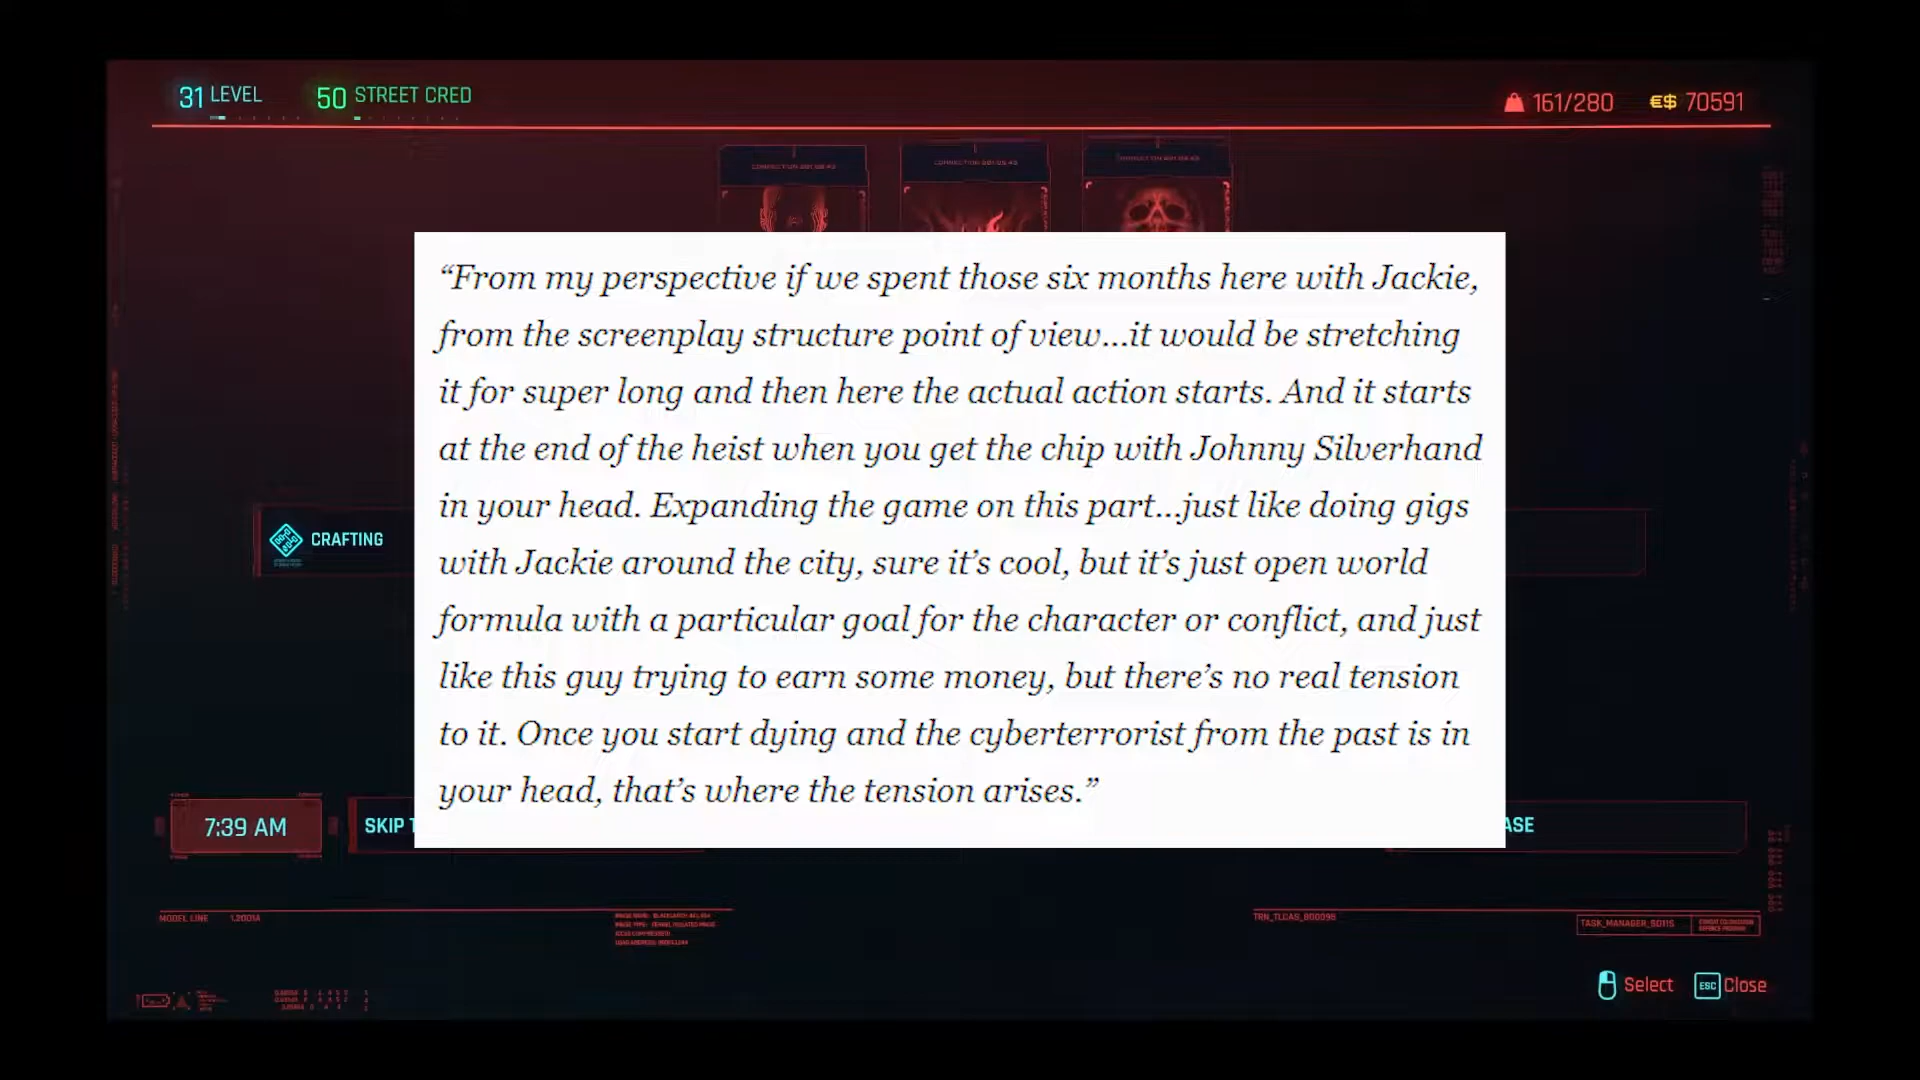 31 LEVEL
50 STREET CRED
161/280
€$ 70591
“From my perspective if we spent those six months here with Jackie,
from the screenplay structure point of view...it would be stretching
it for super long and then here the actual action starts. And it starts
at the end of the heist when you get the chip with Johnny Silverhand
in your head. Expanding the game on this part...just like doing gigs
with Jackie around the city, sure it’s cool, but it’s just open world
formula with a particular goal for the character or conflict, and just
like this guy trying to earn some money, but there’s no real tension
to it. Once you start dying and the cyberterrorist from the past is in
your head, that’s where the tension arises.”
CRAFTING
7:39 AM
SKIP
ASE
MODEL LINE
TRN_TLCAS_800098
Select
ESC Close